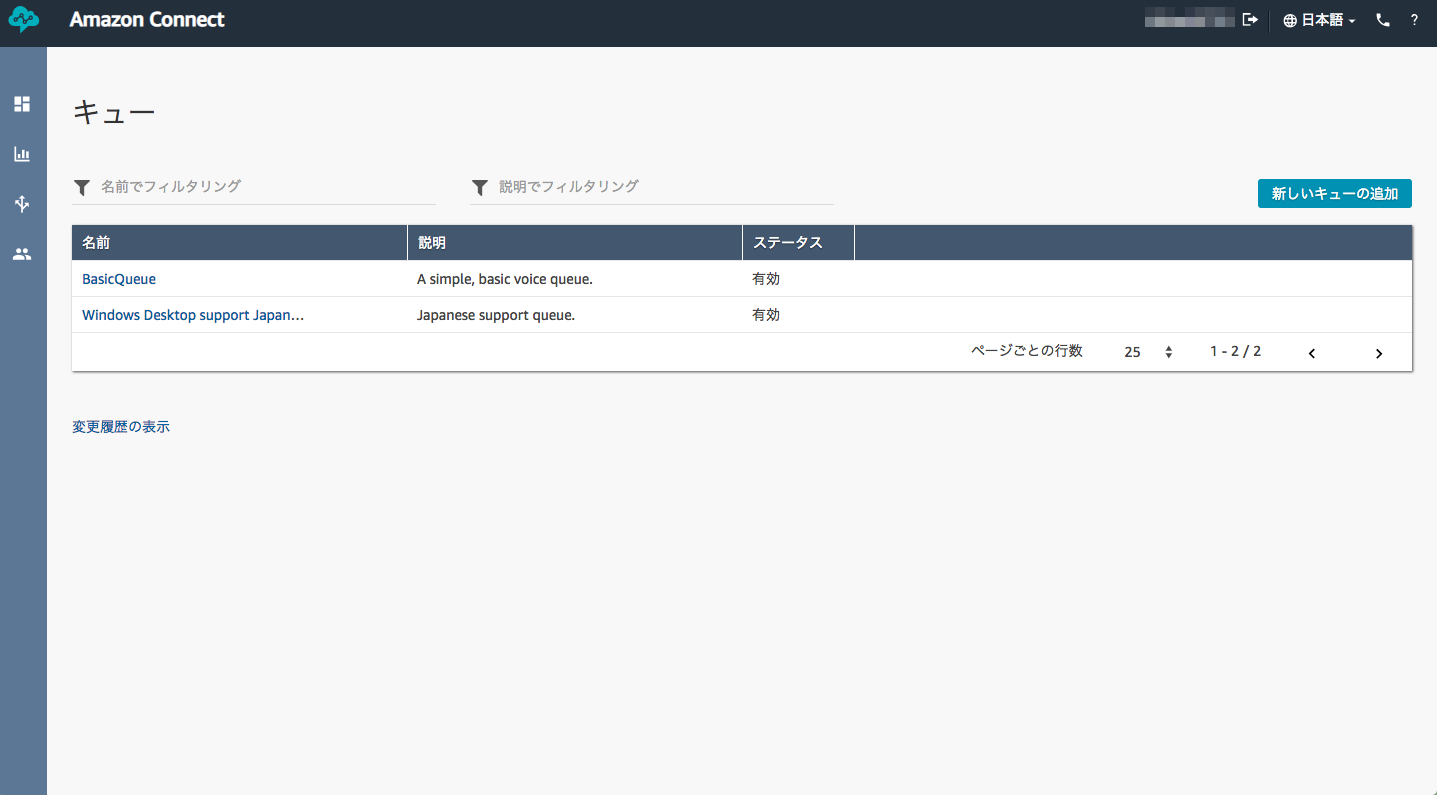 Amazon Connect
日本語
?
キュー
名前でフィルタリング
説明でフィルタリング
新しいキューの追加
名前 説明 ステータス
BasicQueue A simple, basic voice queue. 有効
Windows Desktop support Japan… Japanese support queue. 有効
ページごとの行数 25 1 - 2 / 2
変更履歴の表示